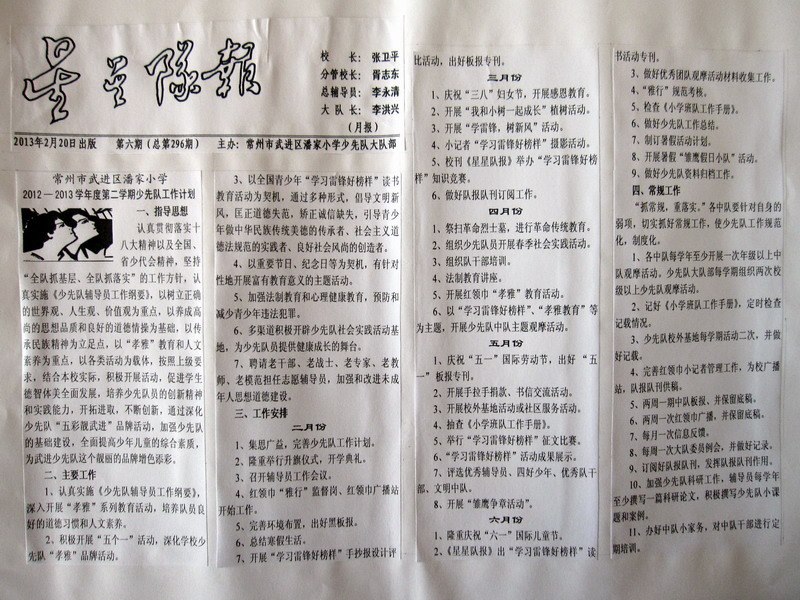 星星隊報
校　长：张卫平
分管校长：胥志东
总辅导员：李永清
大队长：李洪兴
（月报）
2013年2月20日出版　第六期（总第296期）　主办：常州市武进区潘家小学少先队大队部
常州市武进区潘家小学
2012—2013学年度第二学期少先队工作计划
一、指导思想
认真贯彻落实十
八大精神以及全国、
省少代会精神，坚持
“全队抓基层、全队抓落实”的工作方针，认
真实施《少先队辅导员工作纲要》，以树立正确
的世界观、人生观、价值观为重点，以养成高
尚的思想品质和良好的道德情操为基础，以传
承民族精神为立足点，以“孝雅”教育和人文
素养为重点，以各类活动为载体，按照上级要
求，结合本校实际，积极开展活动，促进学生
德智体美全面发展，培养少先队员的创新精神
和实践能力，开拓进取，不断创新，通过深化
少先队“五彩靓武进”品牌活动，加强少先队
的基础建设，全面提高少年儿童的综合素质，
为武进少先队这个靓丽的品牌增色添彩。
二、主要工作
1、认真实施《少先队辅导员工作纲要》，
深入开展“孝雅”系列教育活动，培养队员良
好的道德习惯和人文素养。
2、积极开展“五个一”活动，深化学校少
先队“孝雅”品牌活动。
3、以全国青少年“学习雷锋好榜样”读书
教育活动为契机，通过多种形式，倡导文明新
风，匡正道德失范，矫正诚信缺失，引导青少
年做中华民族传统美德的传承者、社会主义道
德法规范的实践者、良好社会风尚的创造者。
4、以重要节日、纪念日等为契机，有针对
性地开展富有教育意义的主题活动。
5、加强法制教育和心理健康教育，预防和
减少青少年违法犯罪。
6、多渠道积极开辟少先队社会实践活动基
地，为少先队员提供健康成长的舞台。
7、聘请老干部、老战士、老专家、老教
师、老模范担任志愿辅导员，加强和改进未成
年人思想道德建设。
三、工作安排
二月份
1、集思广益，完善少先队工作计划。
2、隆重举行升旗仪式，开学典礼。
3、召开辅导员工作会议。
4、红领巾“雅行”监督岗、红领巾广播站
开始工作。
5、完善环境布置，出好黑板报。
6、总结寒假生活。
7、开展“学习雷锋好榜样”手抄报设计评
比活动，出好板报专刊。
三月份
1、庆祝“三八”妇女节，开展感恩教育。
2、开展“我和小树一起成长”植树活动。
3、开展“学雷锋，树新风”活动。
4、小记者“学习雷锋好榜样”摄影活动。
5、校刊《星星队报》举办“学习雷锋好榜
样”知识竞赛。
6、做好队报队刊订阅工作。
四月份
1、祭扫革命烈士墓，进行革命传统教育。
2、组织少先队员开展春季社会实践活动。
3、组织队干部培训。
4、法制教育讲座。
5、开展红领巾“孝雅”教育活动。
6、以“学习雷锋好榜样”、“孝雅教育”等
为主题，开展少先队中队主题观摩活动。
五月份
1、庆祝“五一”国际劳动节，出好“五
一”板报专刊。
2、开展手拉手捐款、书信交流活动。
3、开展校外基地活动或社区服务活动。
4、抽查《小学班队工作手册》。
5、举行“学习雷锋好榜样”征文比赛。
6、“学习雷锋好榜样”活动成果展示。
7、评选优秀辅导员、四好少年、优秀队干
部、文明中队。
8、开展“雏鹰争章活动”。
六月份
1、隆重庆祝“六一”国际儿童节。
2、《星星队报》出“学习雷锋好榜样”读
书活动专刊。
3、做好优秀团队观摩活动材料收集工作。
4、“雅行”规范考核。
5、检查《小学班队工作手册》。
6、做好少先队工作总结。
7、制订暑假活动计划。
8、开展暑假“雏鹰假日小队”活动。
9、做好少先队资料归档工作。
四、常规工作
“抓常规，重落实。”各中队要针对自身的
弱项，切实抓好常规工作，使少先队工作规范
化，制度化。
1、各中队每学年至少开展一次年级以上中
队观摩活动。少先队大队部每学期组织两次校
级以上少先队观摩活动。
2、记好《小学班队工作手册》，定时检查
记载情况。
3、少先队校外基地每学期活动二次，并做
好记载。
4、完善红领巾小记者管理工作，为校广播
站，队报队刊供稿。
5、两周一期中队板报、并保留底稿。
6、两周一次红领巾广播，并保留底稿。
7、每月一次信息反馈。
8、每周一次大队委员例会，并做好记录。
9、订阅好队报队刊，发挥队报队刊作用。
10、加强少先队科研工作，辅导员每学年
至少撰写一篇科研论文，积极撰写少先队小课
题和案例。
11、办好中队小家务，对中队干部进行定
期培训。